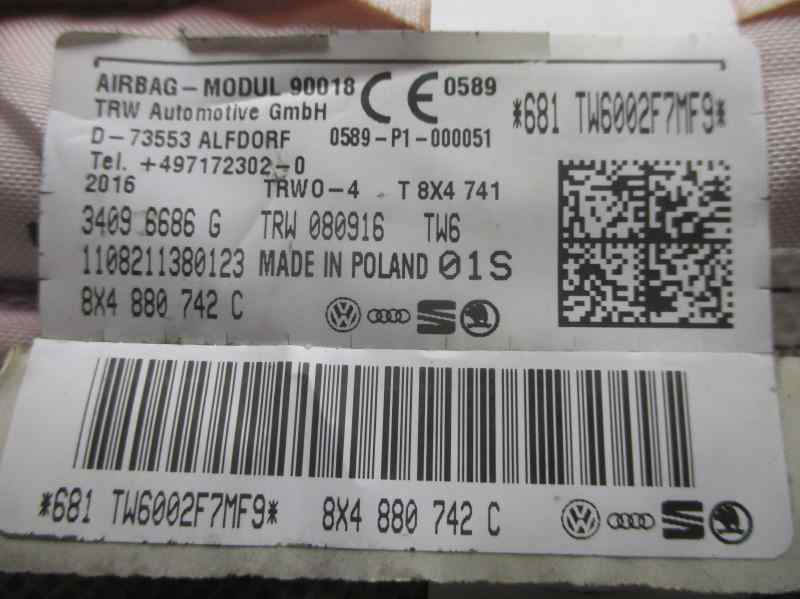 AIRBAG-MODUL 90018 CE 0589
TRW Automotive GmbH
D-73553 ALFDORF 0589-P1-000051
Tel. +497172302-0
2016 TRWO-4 T 8X4 741
3409 6686 G TRW 080916 TW6
1108211380123 MADE IN POLAND 01S
8X4 880 742 C
*681 TW6002F7MF9*
*681 TW6002F7MF9* 8X4 880 742 C